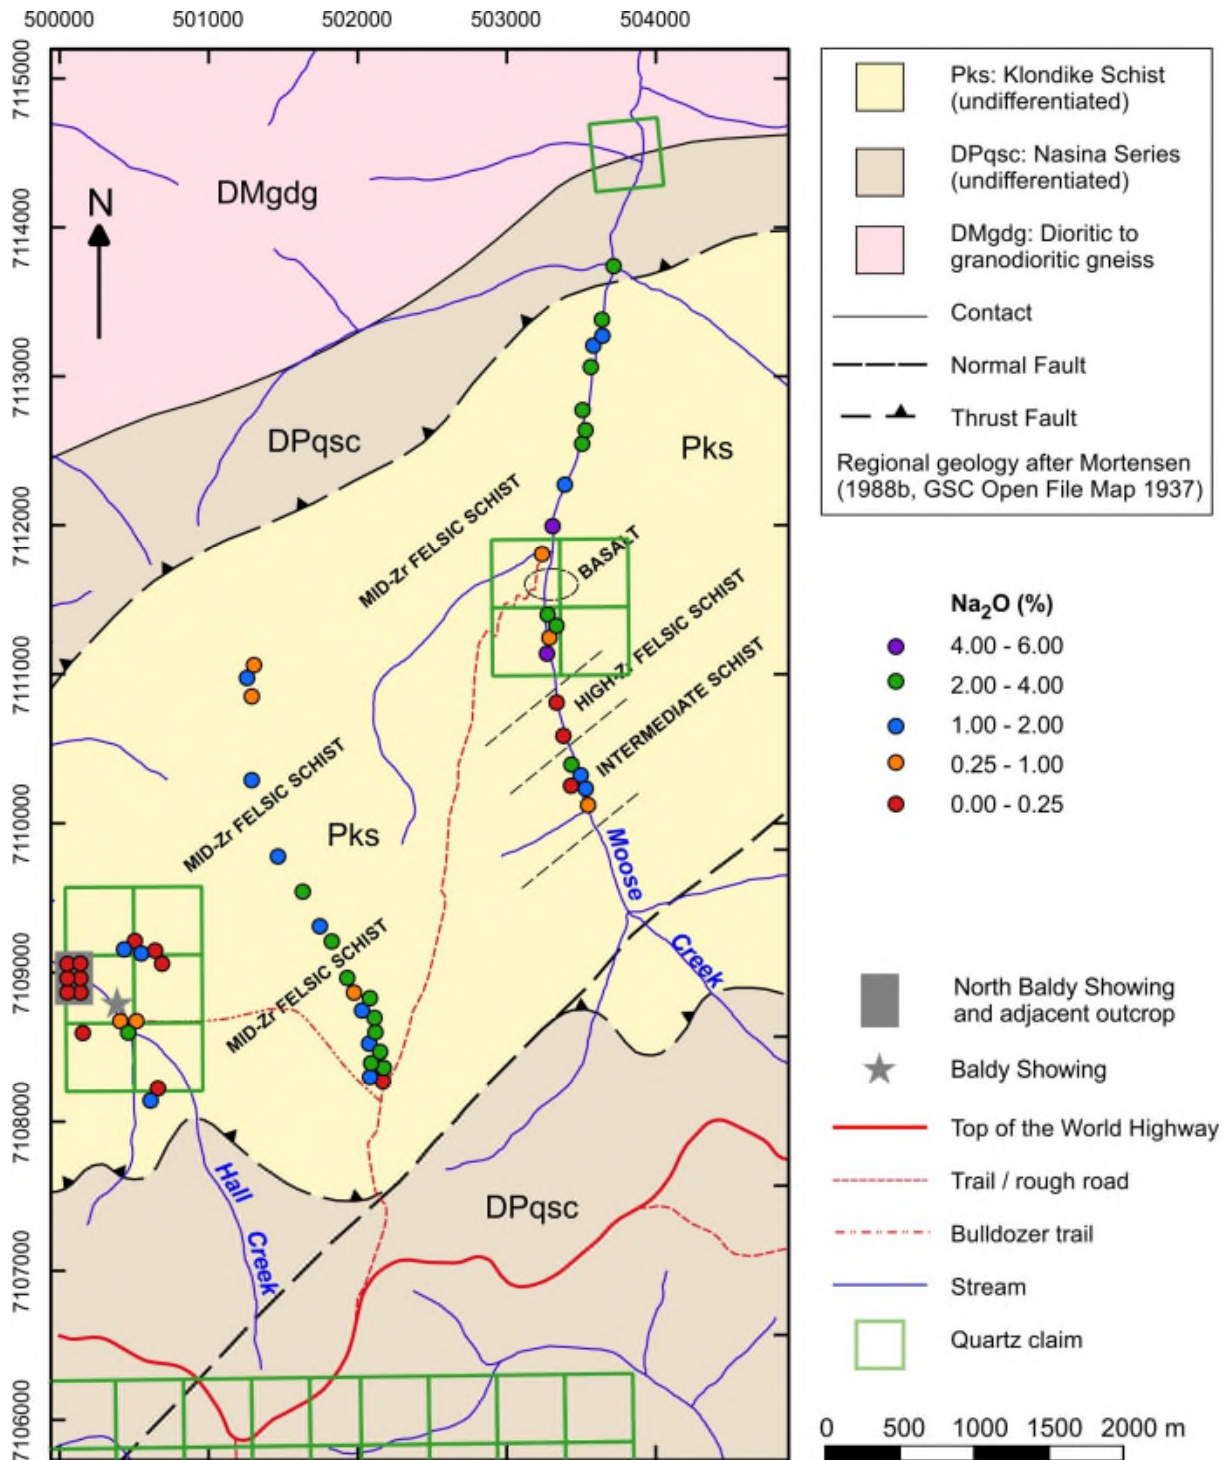 500000 501000 502000 503000 504000
7115000
7114000
7113000
7112000
7111000
7110000
7109000
7108000
7107000
7106000
N
DMgdg
DPqsc
Pks
MID-Zr FELSIC SCHIST
BASALT
HIGH-Zr FELSIC SCHIST
INTERMEDIATE SCHIST
MID-Zr FELSIC SCHIST
Pks
Moose
Creek
MID-Zr FELSIC SCHIST
Hall
Creek
DPqsc
Pks: Klondike Schist
(undifferentiated)
DPqsc: Nasina Series
(undifferentiated)
DMgdg: Dioritic to
granodioritic gneiss
Contact
Normal Fault
Thrust Fault
Regional geology after Mortensen
(1988b, GSC Open File Map 1937)
Na₂O (%)
4.00 - 6.00
2.00 - 4.00
1.00 - 2.00
0.25 - 1.00
0.00 - 0.25
North Baldy Showing
and adjacent outcrop
Baldy Showing
Top of the World Highway
Trail / rough road
Bulldozer trail
Stream
Quartz claim
0 500 1000 2000 m